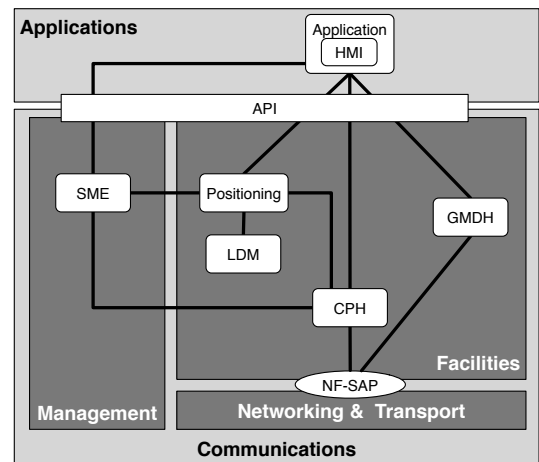 Applications
Application
HMI
API
SME
Positioning
GMDH
LDM
CPH
Facilities
NF-SAP
Management
Networking & Transport
Communications